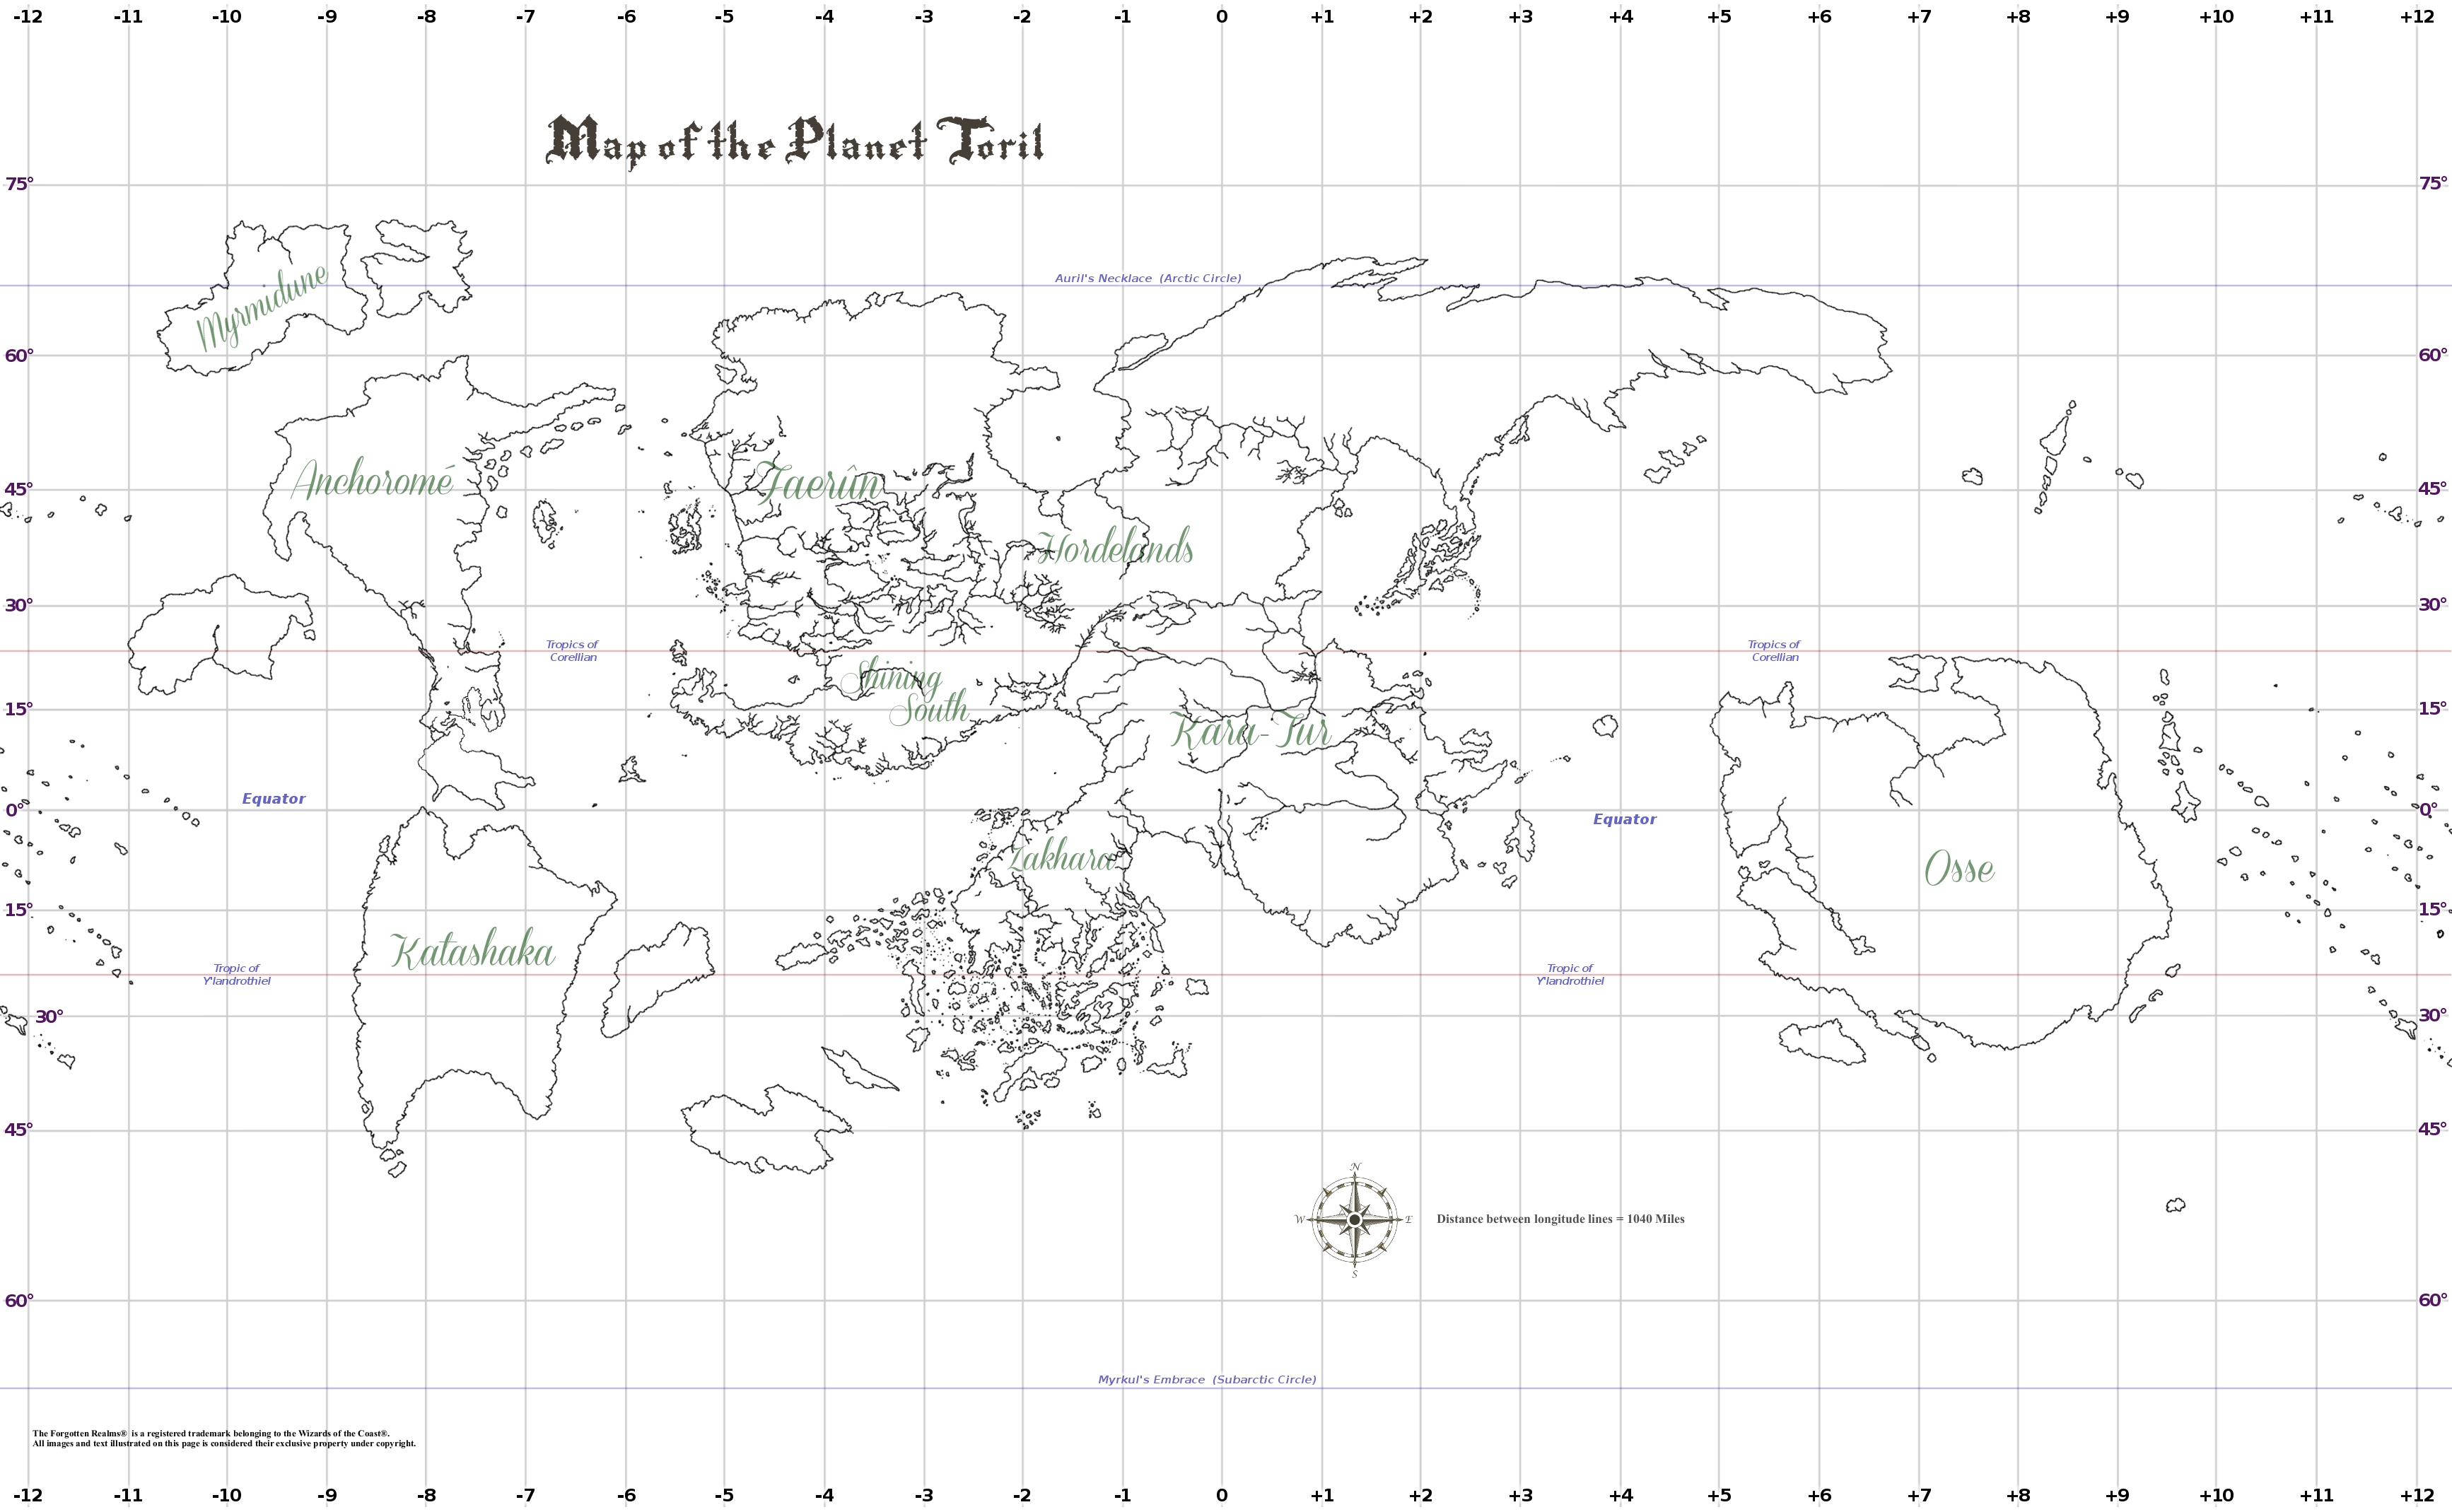 -12 -11 -10 -9 -8 -7 -6 -5 -4 -3 -2 -1 0 +1 +2 +3 +4 +5 +6 +7 +8 +9 +10 +11 +12
Map of the Planet Toril
75° 75°
Myrmidune
Auril's Necklace (Arctic Circle)
60° 60°
Anchoromé
Faerûn
45° 45°
Hordelands
30° 30°
Tropics of
Corellian
Tropics of
Corellian
Shining
South
15° 15°
Kara-Tur
Equator
0° 0°
Equator
Zakhara
Osse
15° 15°
Katashaka
Tropic of
Y'landrothiel
Tropic of
Y'landrothiel
30° 30°
45° 45°
N
W E
S
Distance between longitude lines = 1040 Miles
60° 60°
Myrkul's Embrace (Subarctic Circle)
The Forgotten Realms® is a registered trademark belonging to the Wizards of the Coast®.
All images and text illustrated on this page is considered their exclusive property under copyright.
-12 -11 -10 -9 -8 -7 -6 -5 -4 -3 -2 -1 0 +1 +2 +3 +4 +5 +6 +7 +8 +9 +10 +11 +12